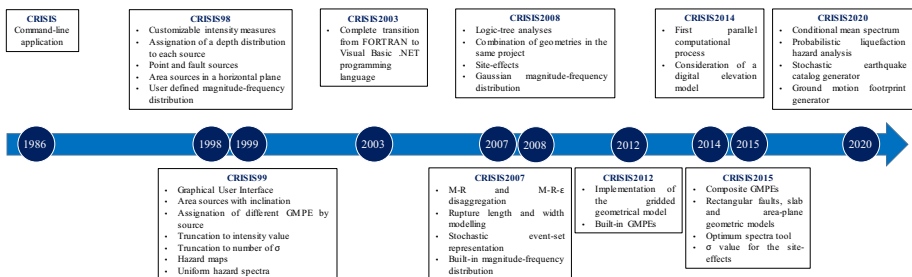 CRISIS
Command-line
application
CRISIS98
• Customizable intensity measures
• Assignation of a depth distribution
to each source
• Point and fault sources
• Area sources in a horizontal plane
• User defined magnitude-frequency
distribution
CRISIS2003
• Complete transition
from FORTRAN to
Visual Basic .NET
programming
language
CRISIS2008
• Logic-tree analyses
• Combination of geometries in the
same project
• Site-effects
• Gaussian magnitude-frequency
distribution
CRISIS2014
• First parallel
computational
process
• Consideration of a
digital elevation
model
CRISIS2020
• Conditional mean spectrum
• Probabilistic liquefaction
hazard analysis
• Stochastic earthquake
catalog generator
• Ground motion footrprint
generator
1986
1998
1999
2003
2007
2008
2012
2014
2015
2020
CRISIS99
• Graphical User Interface
• Area sources with inclination
• Assignation of different GMPE by
source
• Truncation to intensity value
• Truncation to number of σ
• Hazard maps
• Uniform hazard spectra
CRISIS2007
• M-R and M-R-ε
disaggregation
• Rupture length and width
modelling
• Stochastic event-set
representation
• Built-in magnitude-frequency
distribution
CRISIS2012
• Implementation of
the gridded
geometrical model
• Built-in GMPEs
CRISIS2015
• Composite GMPEs
• Rectangular faults, slab
and area-plane
geometric models
• Optimum spectra tool
• σ value for the site-
effects